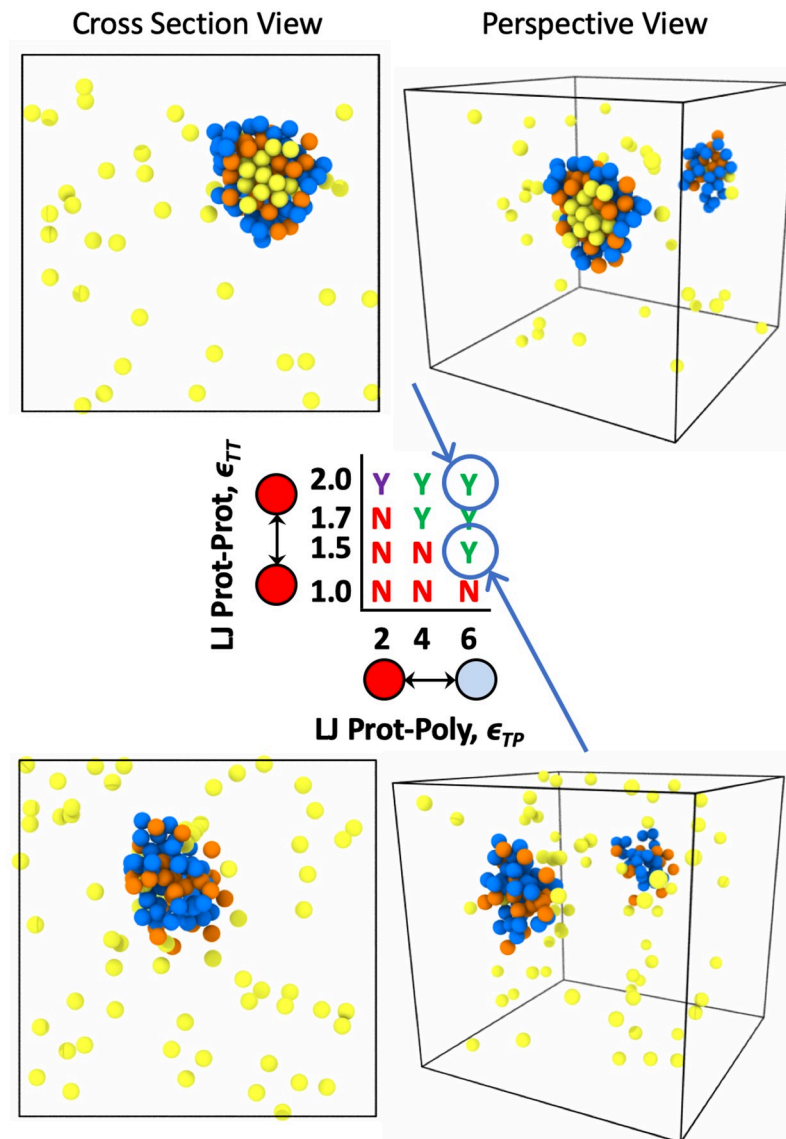 Cross Section View
Perspective View
LJ Prot-Prot, ϵTT
2.0 Y Y Y
1.7 N Y Y
1.5 N N Y
1.0 N N N
2 4 6
LJ Prot-Poly, ϵTP